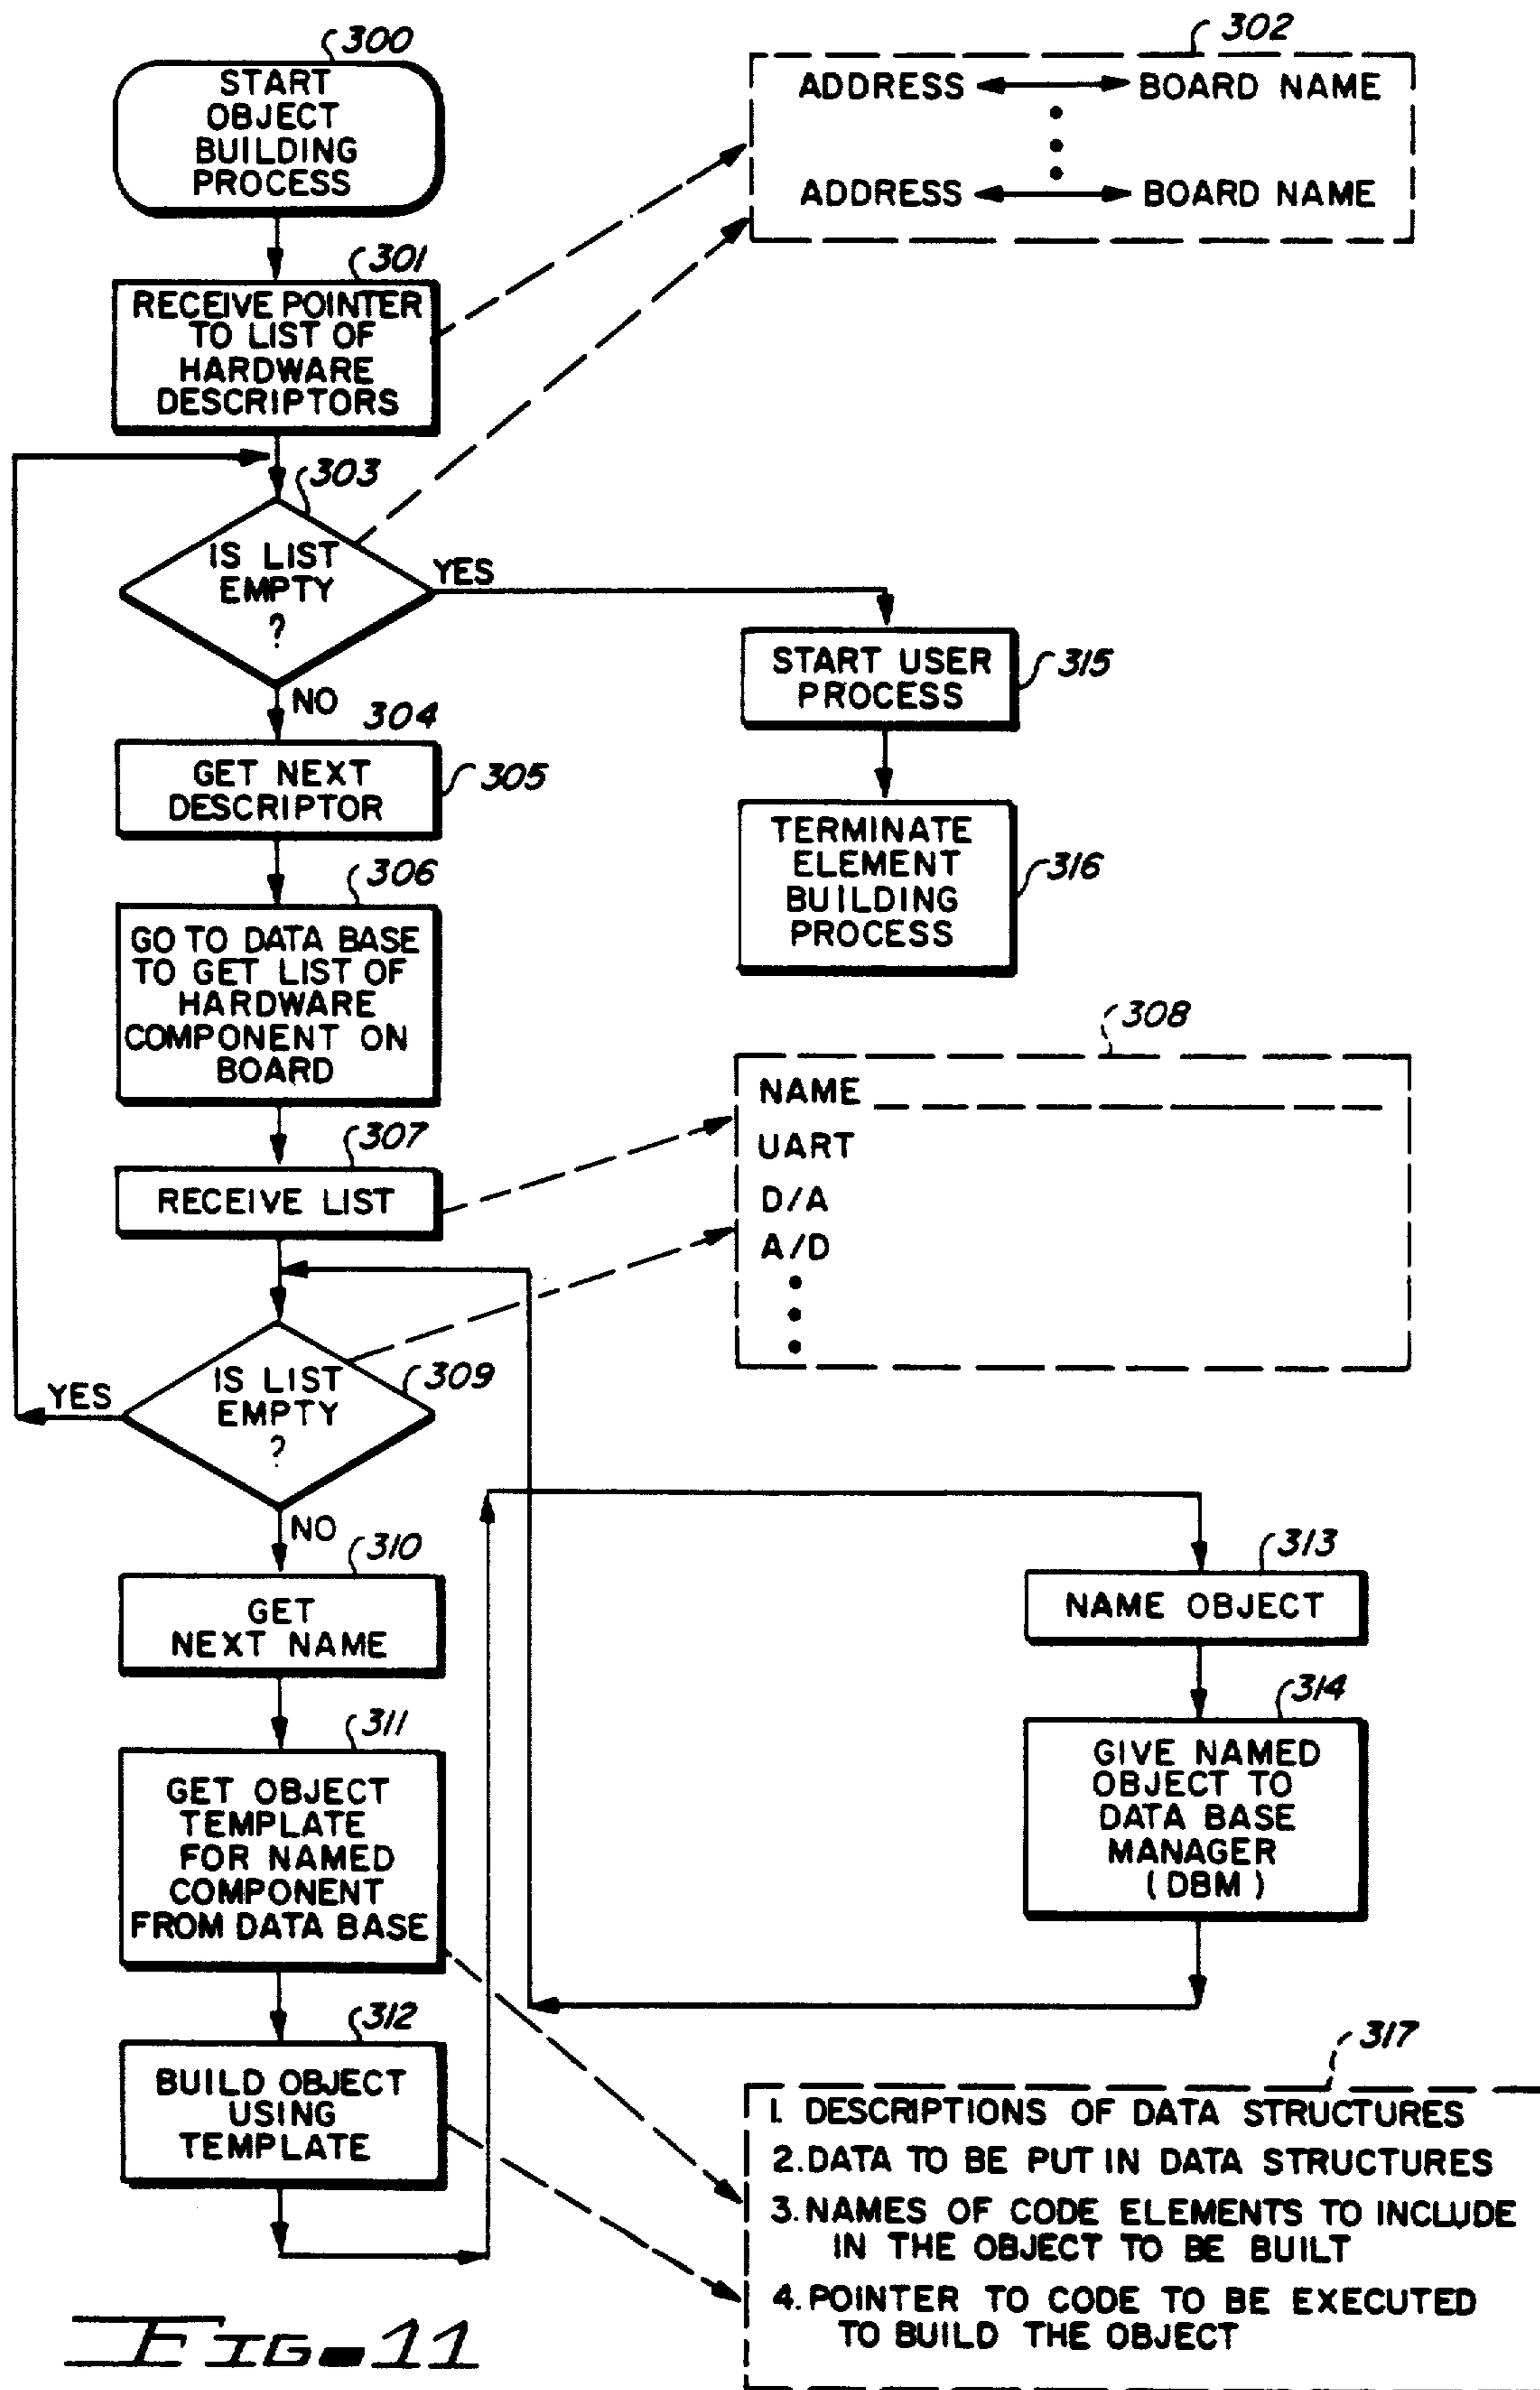 300
START
OBJECT
BUILDING
PROCESS
302
ADDRESS BOARD NAME
ADDRESS BOARD NAME
301
RECEIVE POINTER
TO LIST OF
HARDWARE
DESCRIPTORS
303
IS LIST
EMPTY
?
YES
NO
START USER
PROCESS
315
304
GET NEXT
DESCRIPTOR
305
TERMINATE
ELEMENT
BUILDING
PROCESS
316
306
GO TO DATA BASE
TO GET LIST OF
HARDWARE
COMPONENT ON
BOARD
308
NAME
UART
D/A
A/D
307
RECEIVE LIST
IS LIST
EMPTY
?
309
YES
NO
310
GET
NEXT NAME
313
NAME OBJECT
314
GIVE NAMED
OBJECT TO
DATA BASE
MANAGER
(DBM)
311
GET OBJECT
TEMPLATE
FOR NAMED
COMPONENT
FROM DATA BASE
312
BUILD OBJECT
USING
TEMPLATE
317
1. DESCRIPTIONS OF DATA STRUCTURES
2. DATA TO BE PUT IN DATA STRUCTURES
3. NAMES OF CODE ELEMENTS TO INCLUDE
IN THE OBJECT TO BE BUILT
4. POINTER TO CODE TO BE EXECUTED
TO BUILD THE OBJECT
FIG-11